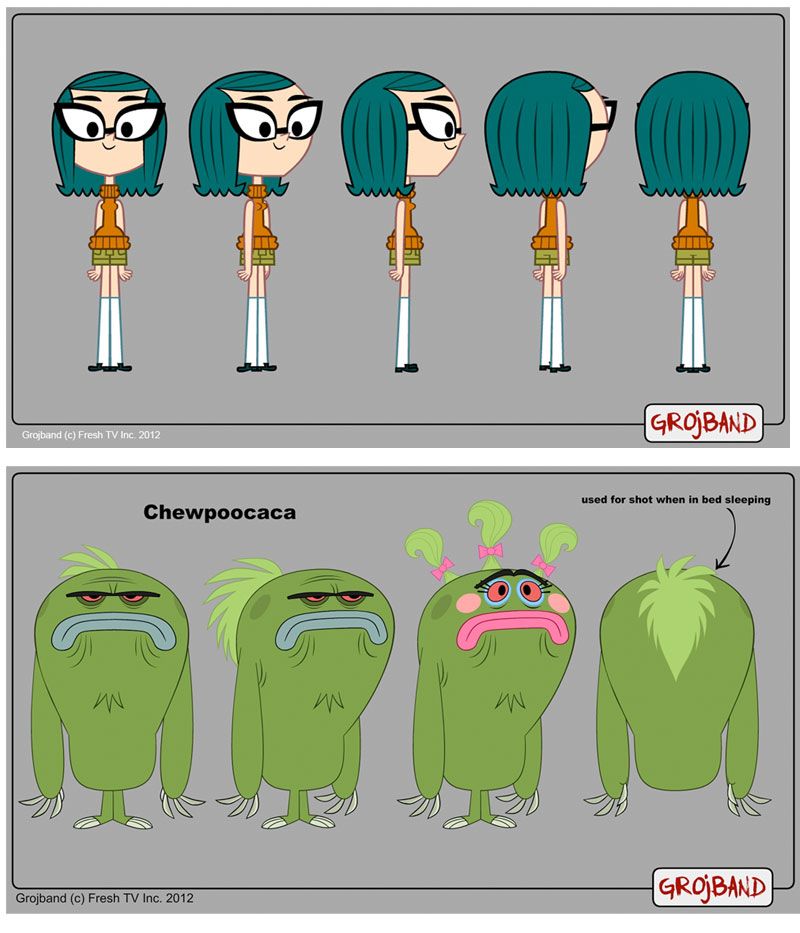 Grojband (c) Fresh TV Inc. 2012
GROjBAND
Chewpoocaca
used for shot when in bed sleeping
Grojband (c) Fresh TV Inc. 2012
GROjBAND